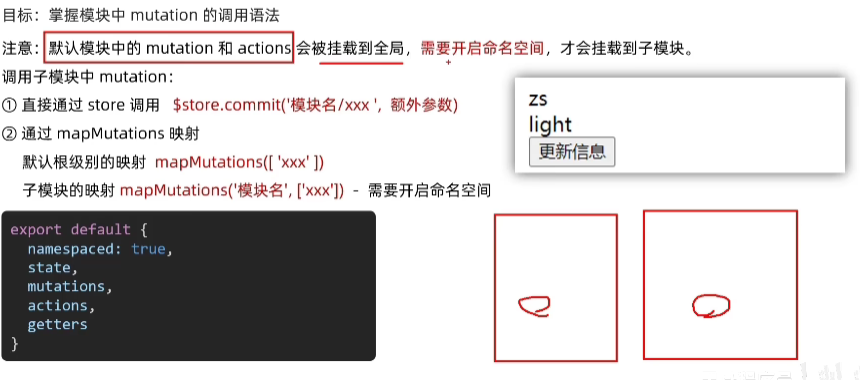 目标：掌握模块中 mutation 的调用语法
注意：默认模块中的 mutation 和 actions 会被挂载到全局，需要开启命名空间，才会挂载到子模块。
调用子模块中 mutation：
① 直接通过 store 调用 $store.commit('模块名/xxx ', 额外参数)
② 通过 mapMutations 映射
默认根级别的映射 mapMutations([ 'xxx' ])
子模块的映射 mapMutations('模块名', ['xxx']) - 需要开启命名空间
zs
light
更新信息
export default {
namespaced: true,
state,
mutations,
actions,
getters
}